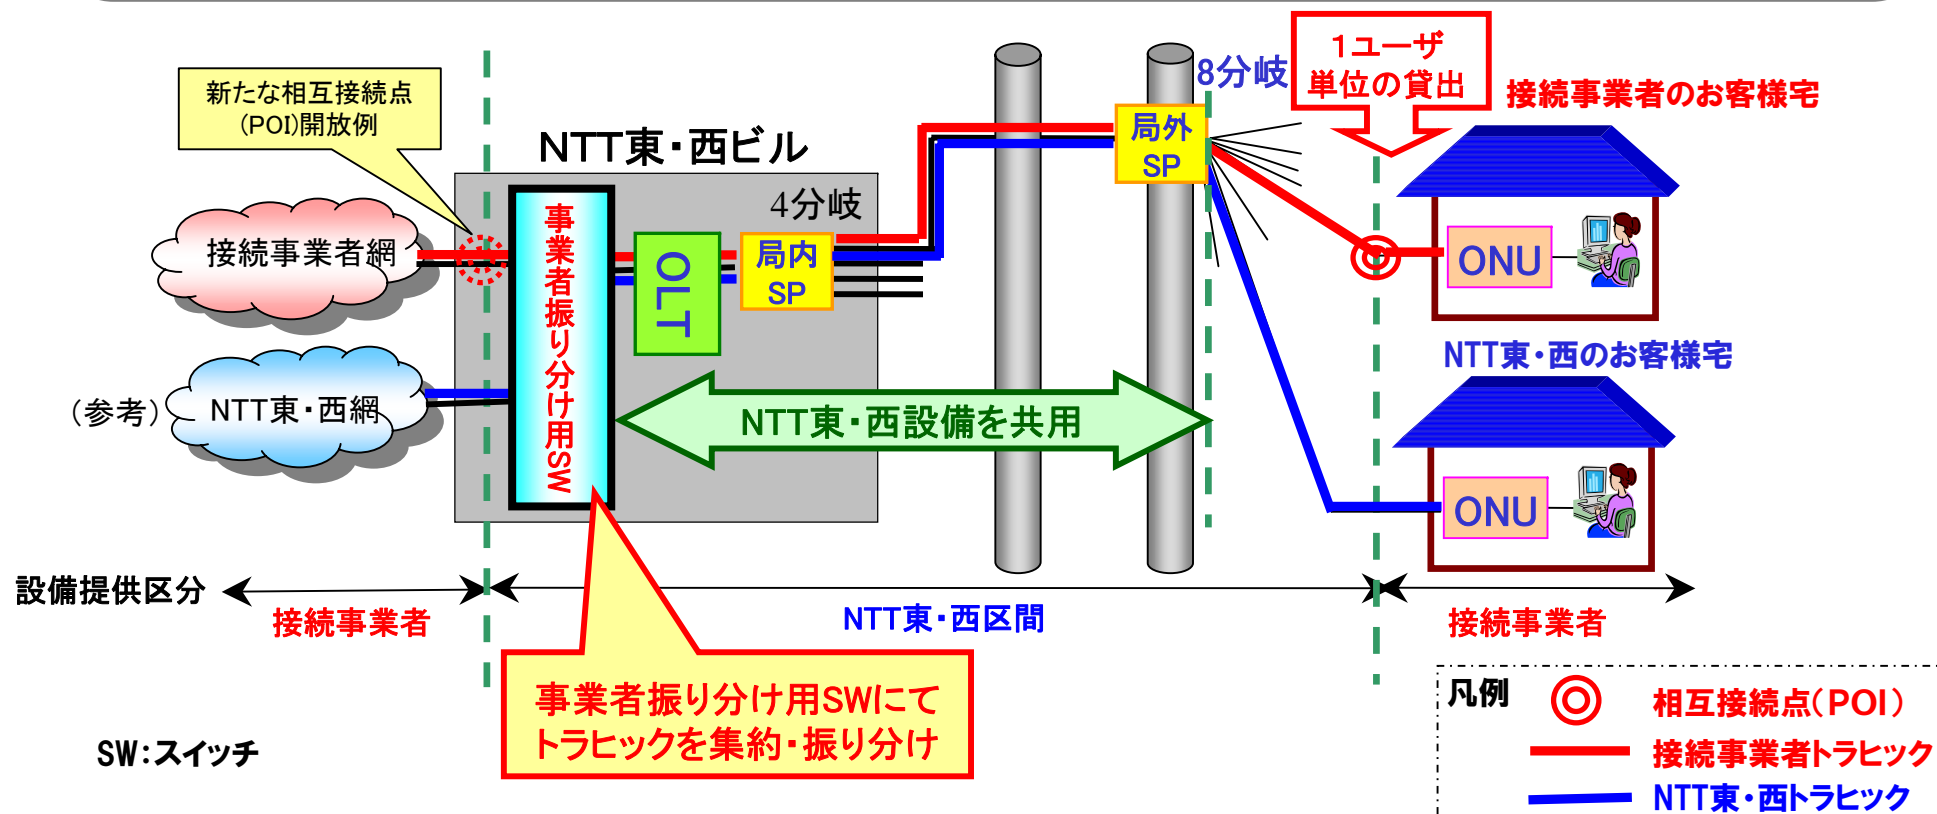 1ユーザ
単位の貸出
8分岐
接続事業者のお客様宅
新たな相互接続点
(POI)開放例
NTT東・西ビル
局外
SP
4分岐
接続事業者網
事業者振り分け用SW
OLT
局内
SP
ONU
NTT東・西のお客様宅
(参考)
NTT東・西網
NTT東・西設備を共用
ONU
設備提供区分
接続事業者
NTT東・西区間
接続事業者
事業者振り分け用SWにて
トラヒックを集約・振り分け
SW:スイッチ
凡例
相互接続点(POI)
接続事業者トラヒック
NTT東・西トラヒック